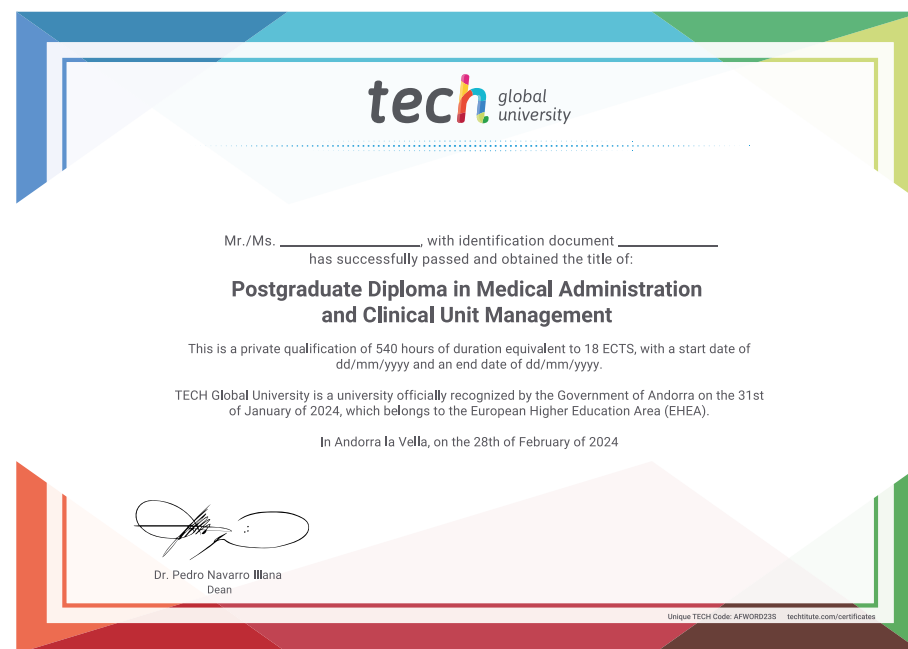 tech global university
Mr./Ms. ____________________, with identification document ______________
has successfully passed and obtained the title of:
Postgraduate Diploma in Medical Administration
and Clinical Unit Management
This is a private qualification of 540 hours of duration equivalent to 18 ECTS, with a start date of
dd/mm/yyyy and an end date of dd/mm/yyyy.
TECH Global University is a university officially recognized by the Government of Andorra on the 31st
of January of 2024, which belongs to the European Higher Education Area (EHEA).
In Andorra la Vella, on the 28th of February of 2024
Dr. Pedro Navarro Illana
Dean
Unique TECH Code: AFWORD23S techtitute.com/certificates